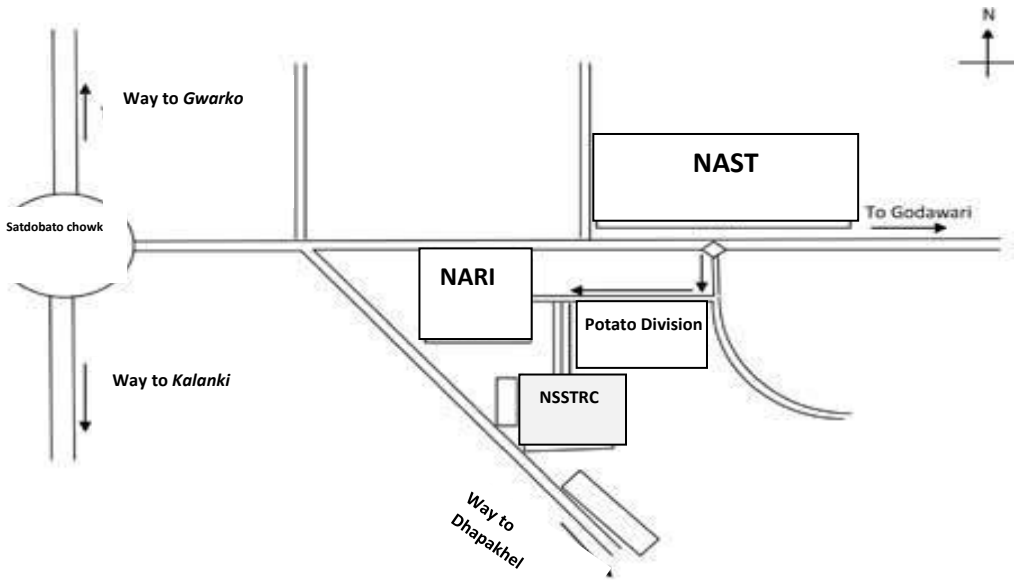 N
Way to Gwarko
NAST
Satdobato chowk
To Godawari
NARI
Potato Division
Way to Kalanki
NSSTRC
Way to
Dhapakhel